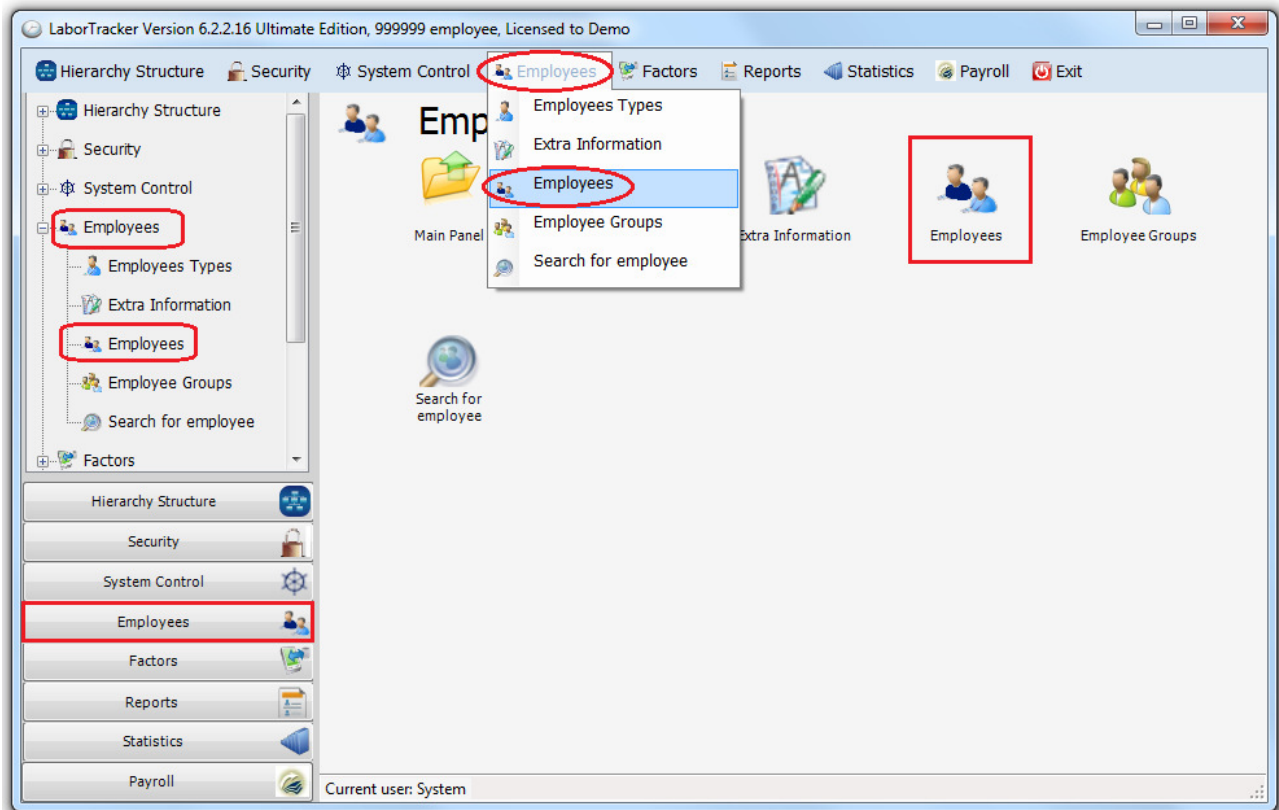 LaborTracker Version 6.2.2.16 Ultimate Edition, 999999 employee, Licensed to Demo
Hierarchy Structure Security System Control Employees Factors Reports Statistics Payroll Exit
Hierarchy Structure
Security
System Control
Employees
Employees Types
Extra Information
Employees
Employee Groups
Search for employee
Factors
Hierarchy Structure
Security
System Control
Employees
Factors
Reports
Statistics
Payroll
Emp
Employees Types
Extra Information
Employees
Employee Groups
Search for employee
Main Panel
Extra Information
Employees
Employee Groups
Search for
employee
Current user: System